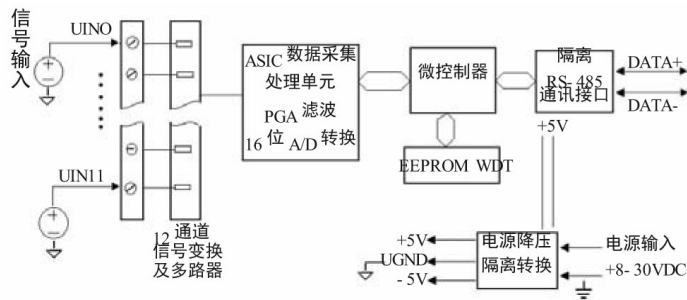 信号输入
UINO
UIN11
12 通道
信号变换
及多路器
ASIC 数据采集
处理单元
PGA 滤波
16 位 A/D 转换
微控制器
EEPROM WDT
隔离
RS- 485
通讯接口
DATA+
DATA-
+5V
电源降压
隔离转换
+5V
UGND
- 5V
电源输入
+8- 30VDC